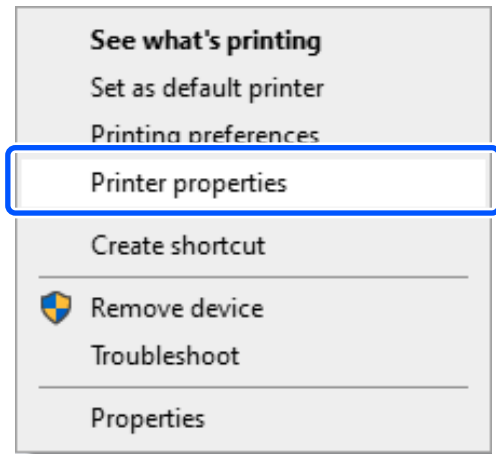 See what's printing
Set as default printer
Printing preferences
Printer properties
Create shortcut
Remove device
Troubleshoot
Properties